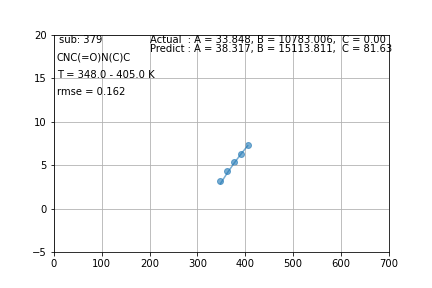 sub: 379
Actual : A = 33.848, B = 10783.006, C = 0.00
Predict : A = 38.317, B = 15113.811, C = 81.63
CNC(=O)N(C)C
T = 348.0 - 405.0 K
rmse = 0.162
20
15
10
5
0
−5
0 100 200 300 400 500 600 700